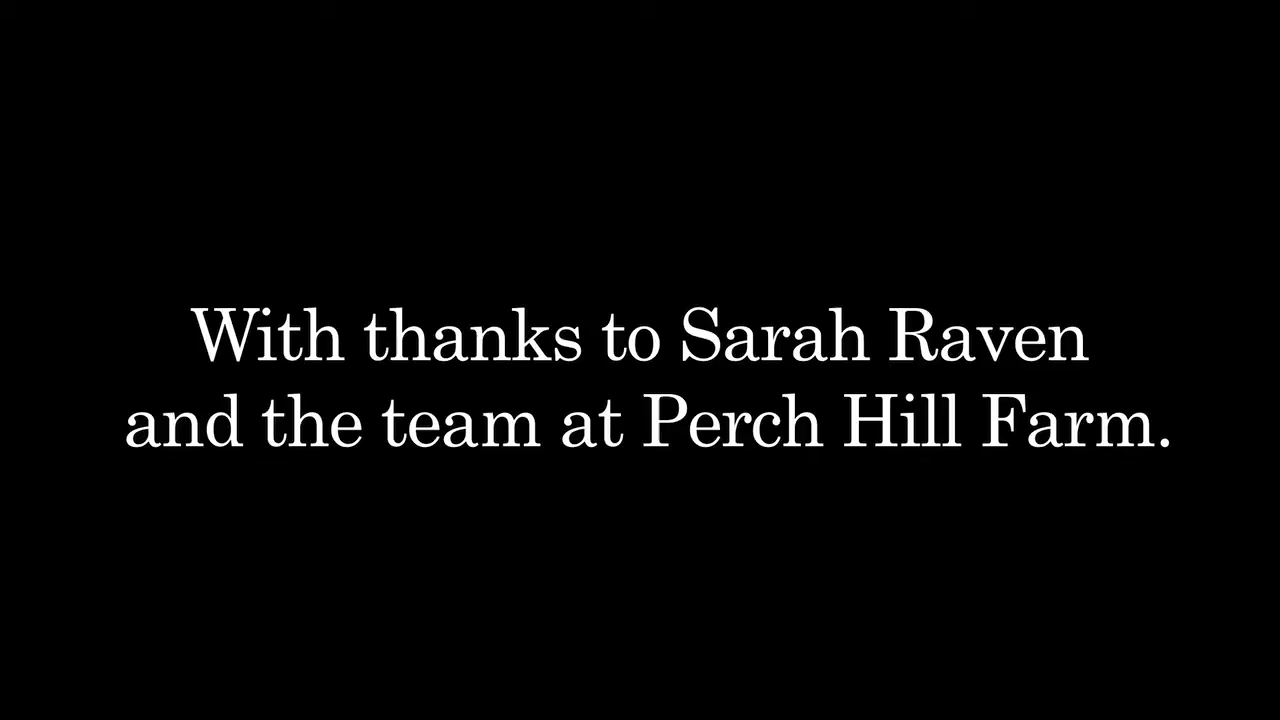 With thanks to Sarah Raven
and the team at Perch Hill Farm.